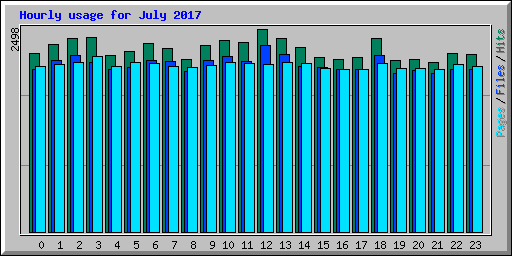 Hourly usage for July 2017
2498
Pages / Files / Hits
0 1 2 3 4 5 6 7 8 9 10 11 12 13 14 15 16 17 18 19 20 21 22 23